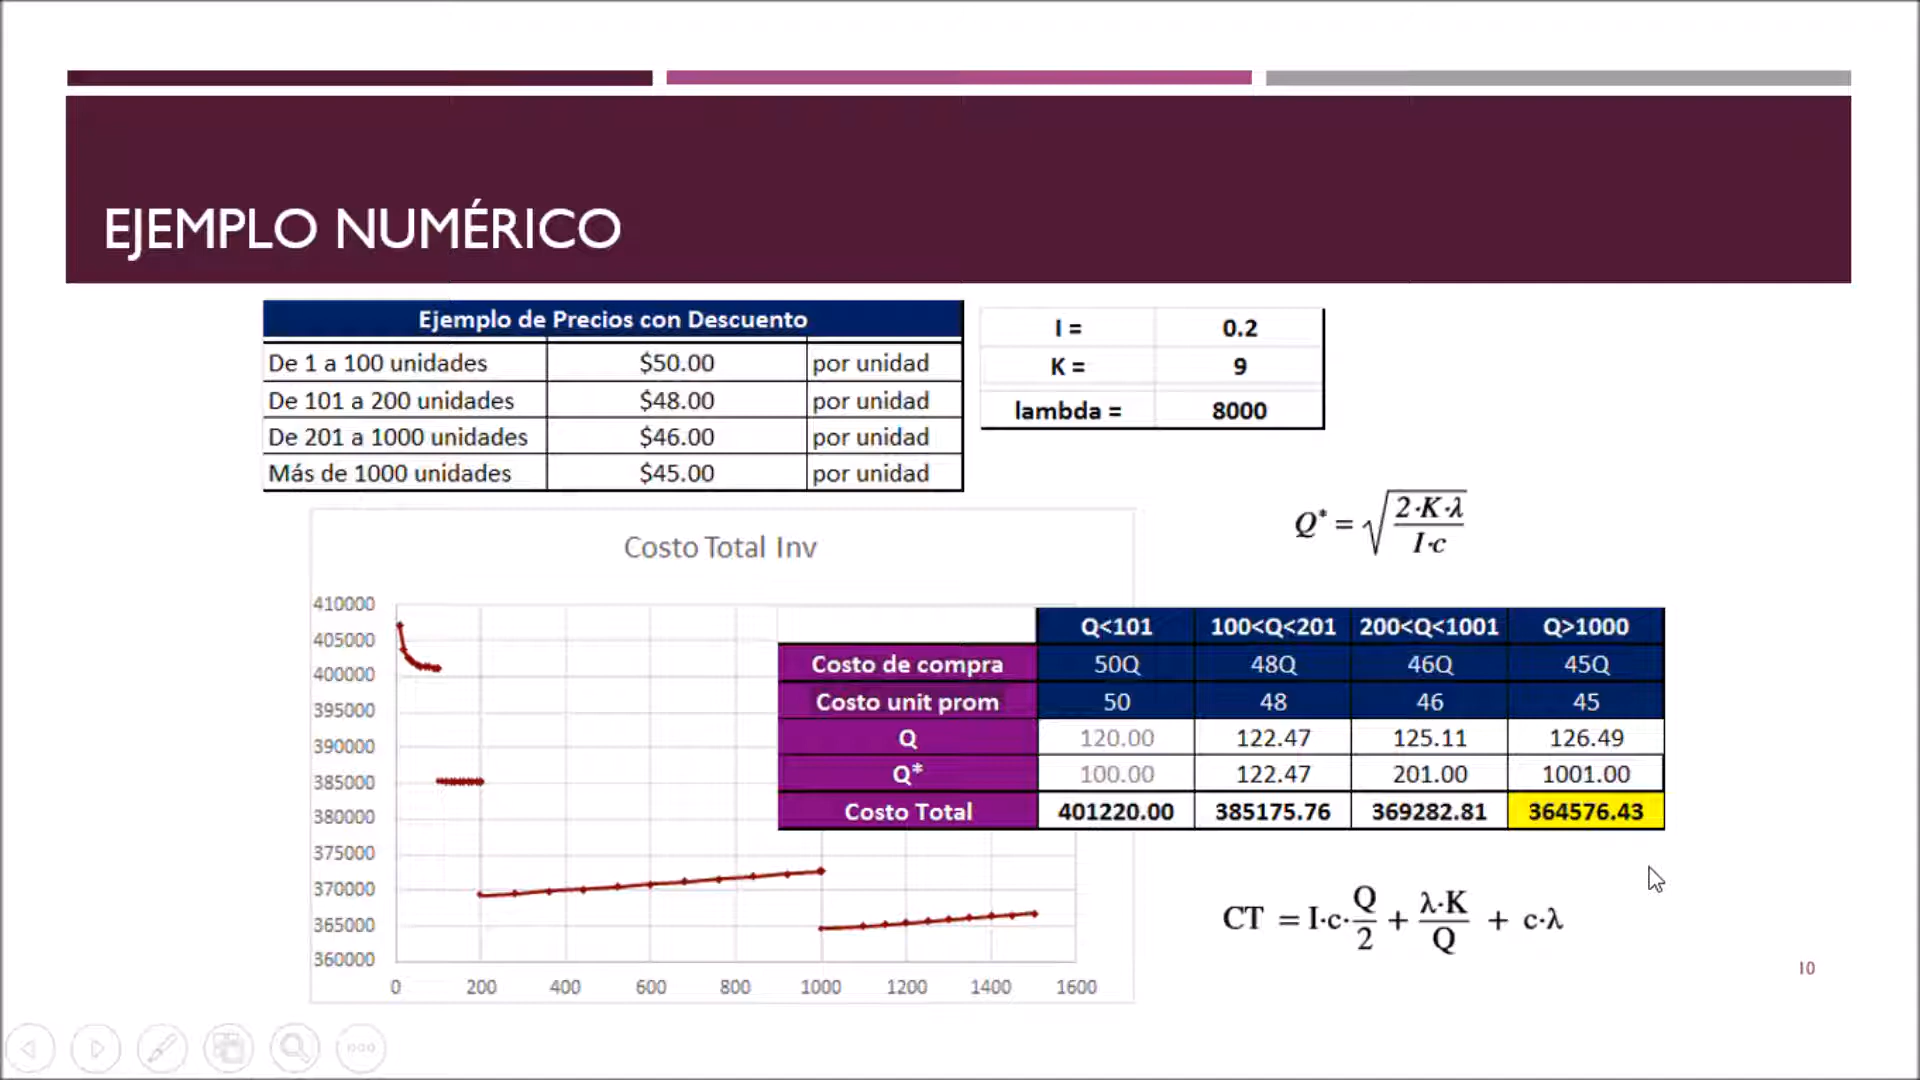 EJEMPLO NUMÉRICO
Ejemplo de Precios con Descuento
De 1 a 100 unidades $50.00 por unidad
De 101 a 200 unidades $48.00 por unidad
De 201 a 1000 unidades $46.00 por unidad
Más de 1000 unidades $45.00 por unidad
I = 0.2
K = 9
lambda = 8000
Q* = √(2·K·λ / I·c)
Costo Total Inv
410000
405000
400000
395000
390000
385000
380000
375000
370000
365000
360000
0 200 400 600 800 1000 1200 1400 1600
Q<101 100<Q<201 200<Q<1001 Q>1000
Costo de compra 50Q 48Q 46Q 45Q
Costo unit prom 50 48 46 45
Q 120.00 122.47 125.11 126.49
Q* 100.00 122.47 201.00 1001.00
Costo Total 401220.00 385175.76 369282.81 364576.43
CT = I·c·Q/2 + λ·K/Q + c·λ
10